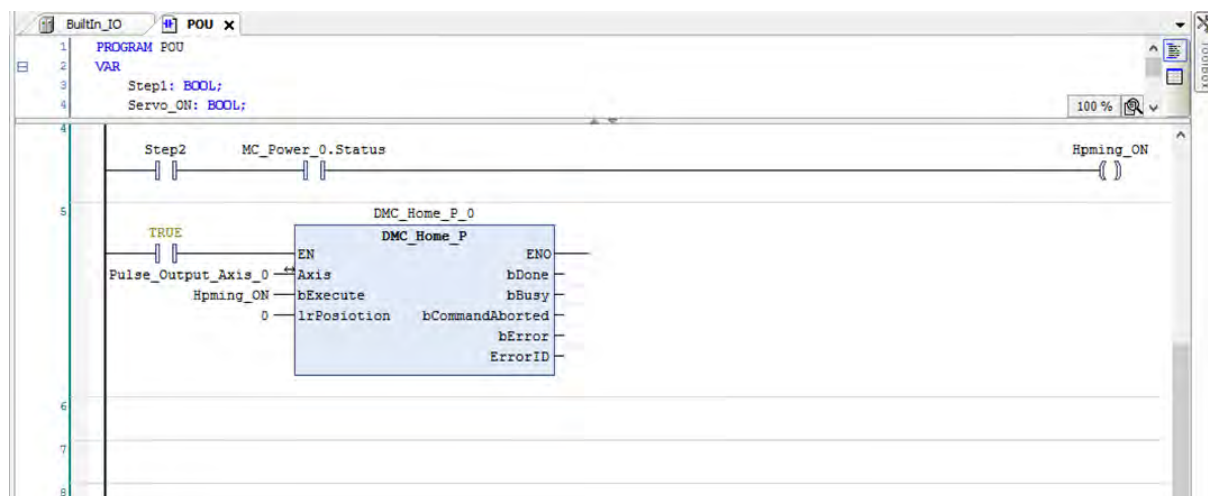 BuiltIn_IO POU x
1 PROGRAM POU
2 VAR
3 Step1: BOOL;
4 Servo_ON: BOOL;
100 %
4
Step2 MC_Power_0.Status Hpming_ON
5
DMC_Home_P_0
TRUE DMC_Home_P
EN ENO
Pulse_Output_Axis_0 Axis bDone
Hpming_ON bExecute bBusy
0 lrPosiotion bCommandAborted
bError
ErrorID
6
7
8